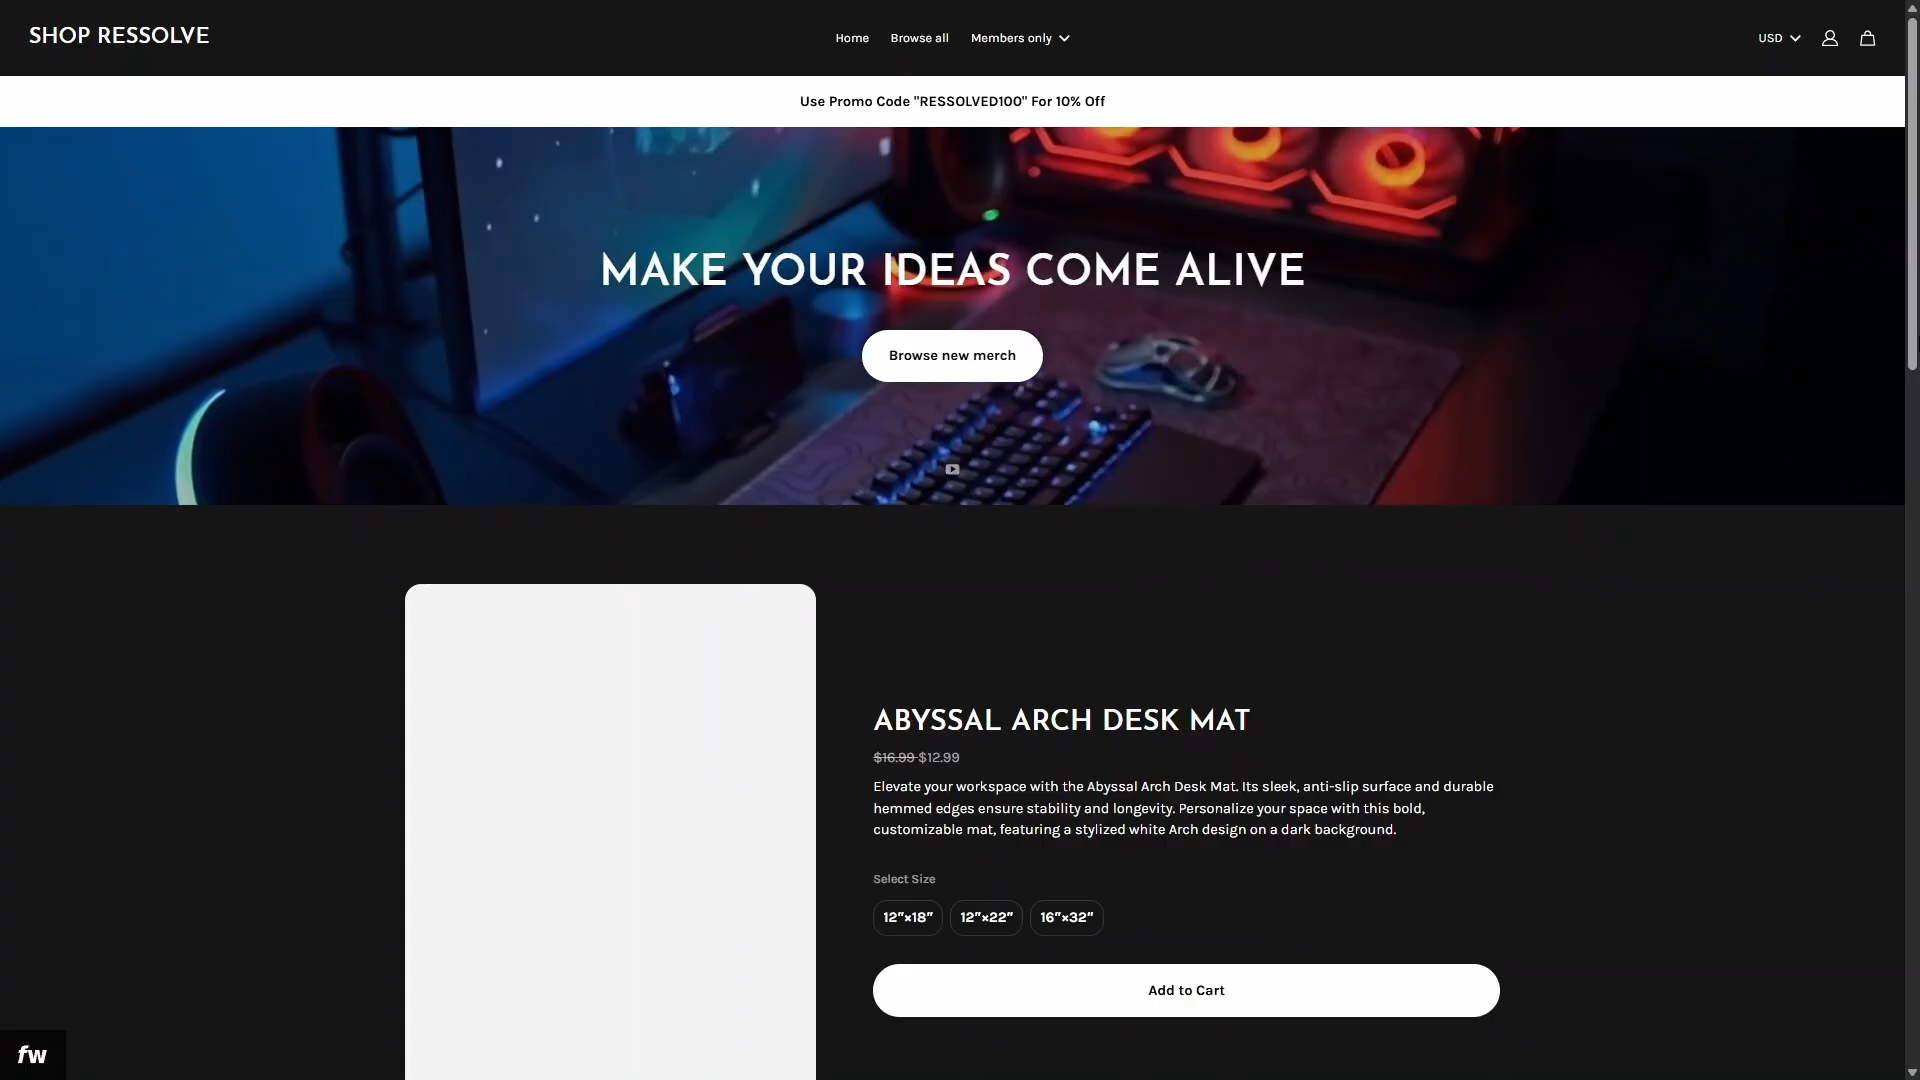 SHOP RESSOLVE
Home
Browse all
Members only
USD
Use Promo Code "RESSOLVED100" For 10% Off
MAKE YOUR IDEAS COME ALIVE
Browse new merch
ABYSSAL ARCH DESK MAT
$16.99 $12.99
Elevate your workspace with the Abyssal Arch Desk Mat. Its sleek, anti-slip surface and durable
hemmed edges ensure stability and longevity. Personalize your space with this bold,
customizable mat, featuring a stylized white Arch design on a dark background.
Select Size
12″×18″
12″×22″
16″×32″
Add to Cart
fw